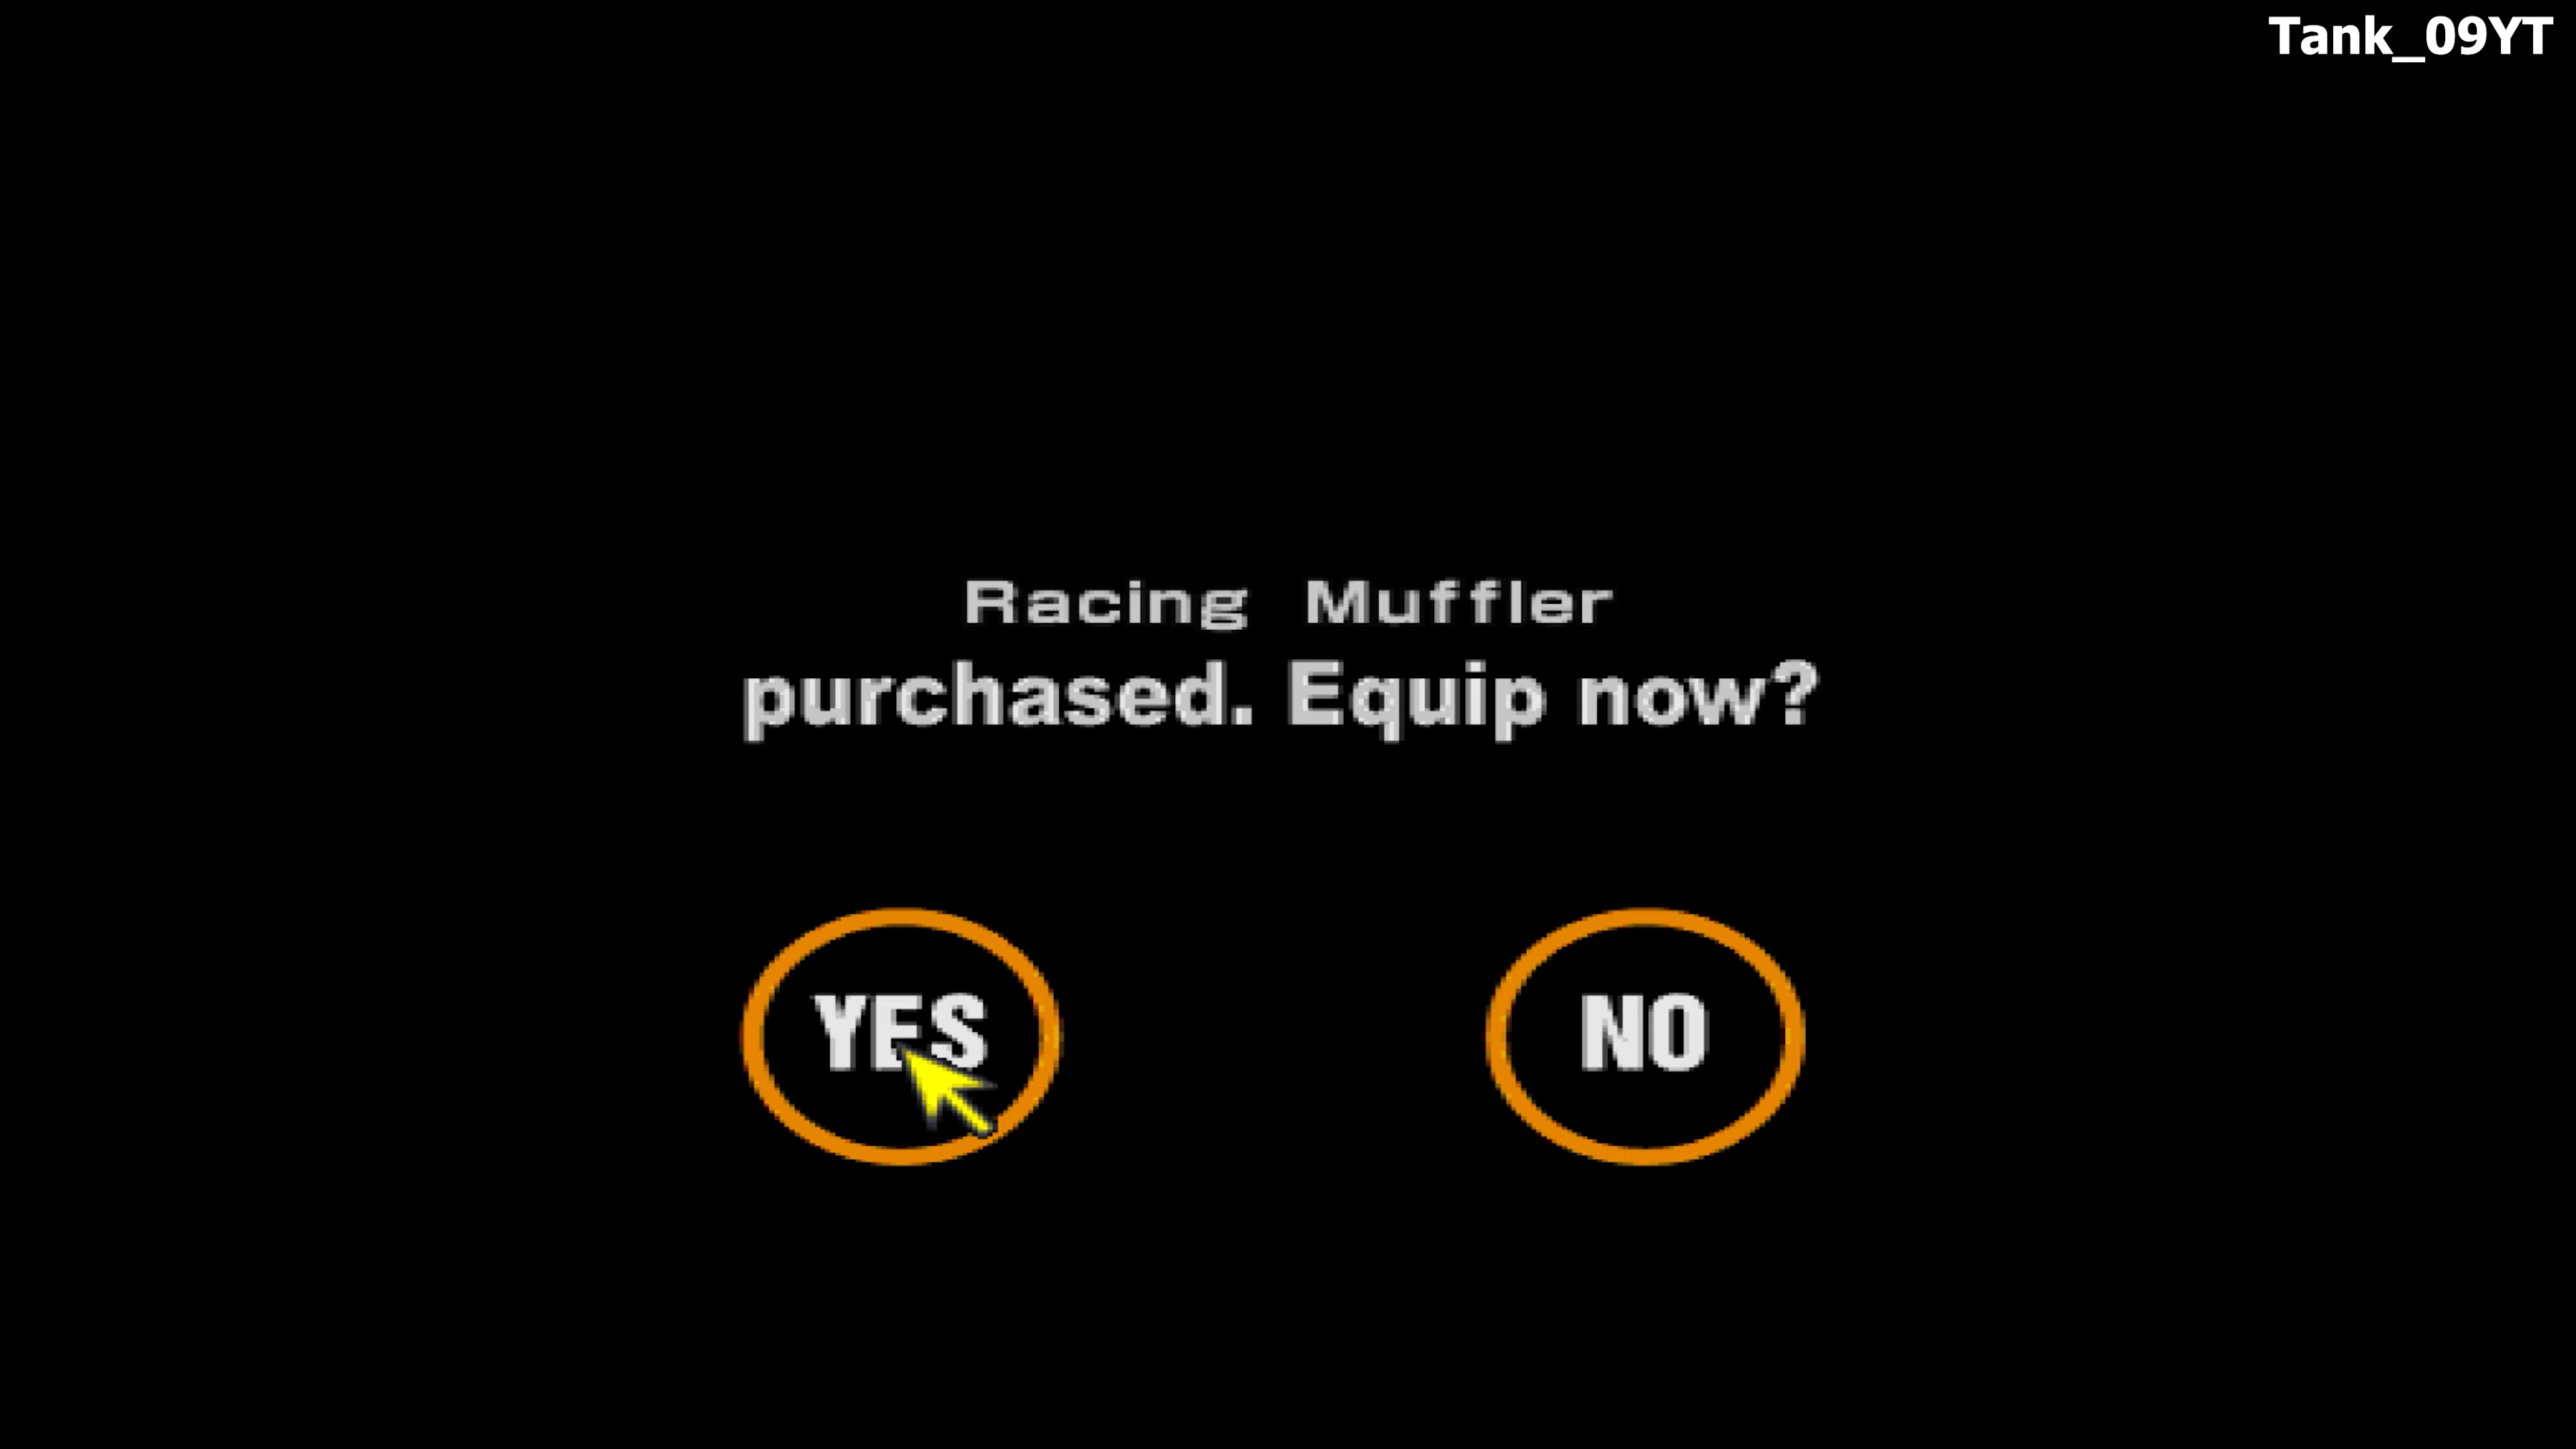 Tank_09YT
Racing Muffler
purchased. Equip now?
YES
NO